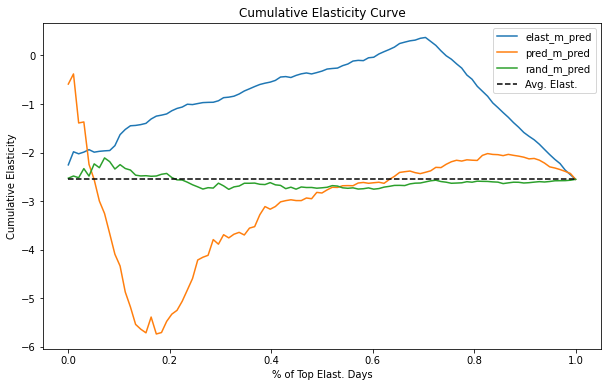 Cumulative Elasticity Curve
elast_m_pred
pred_m_pred
rand_m_pred
Avg. Elast.
Cumulative Elasticity
0
−1
−2
−3
−4
−5
−6
0.0 0.2 0.4 0.6 0.8 1.0
% of Top Elast. Days